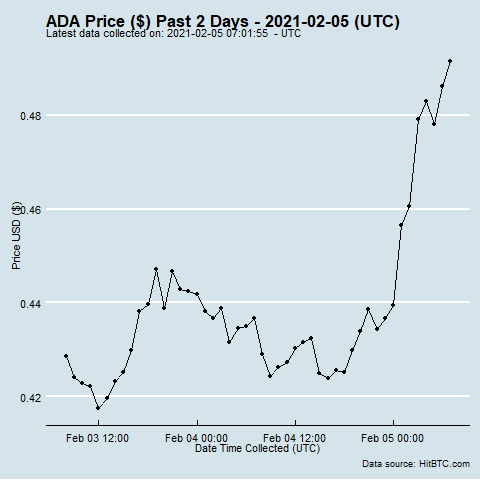 ADA Price ($) Past 2 Days - 2021-02-05 (UTC)
Latest data collected on: 2021-02-05 07:01:55  - UTC
Price USD ($)
0.48
0.46
0.44
0.42
Feb 03 12:00
Feb 04 00:00
Feb 04 12:00
Feb 05 00:00
Date Time Collected (UTC)
Data source: HitBTC.com